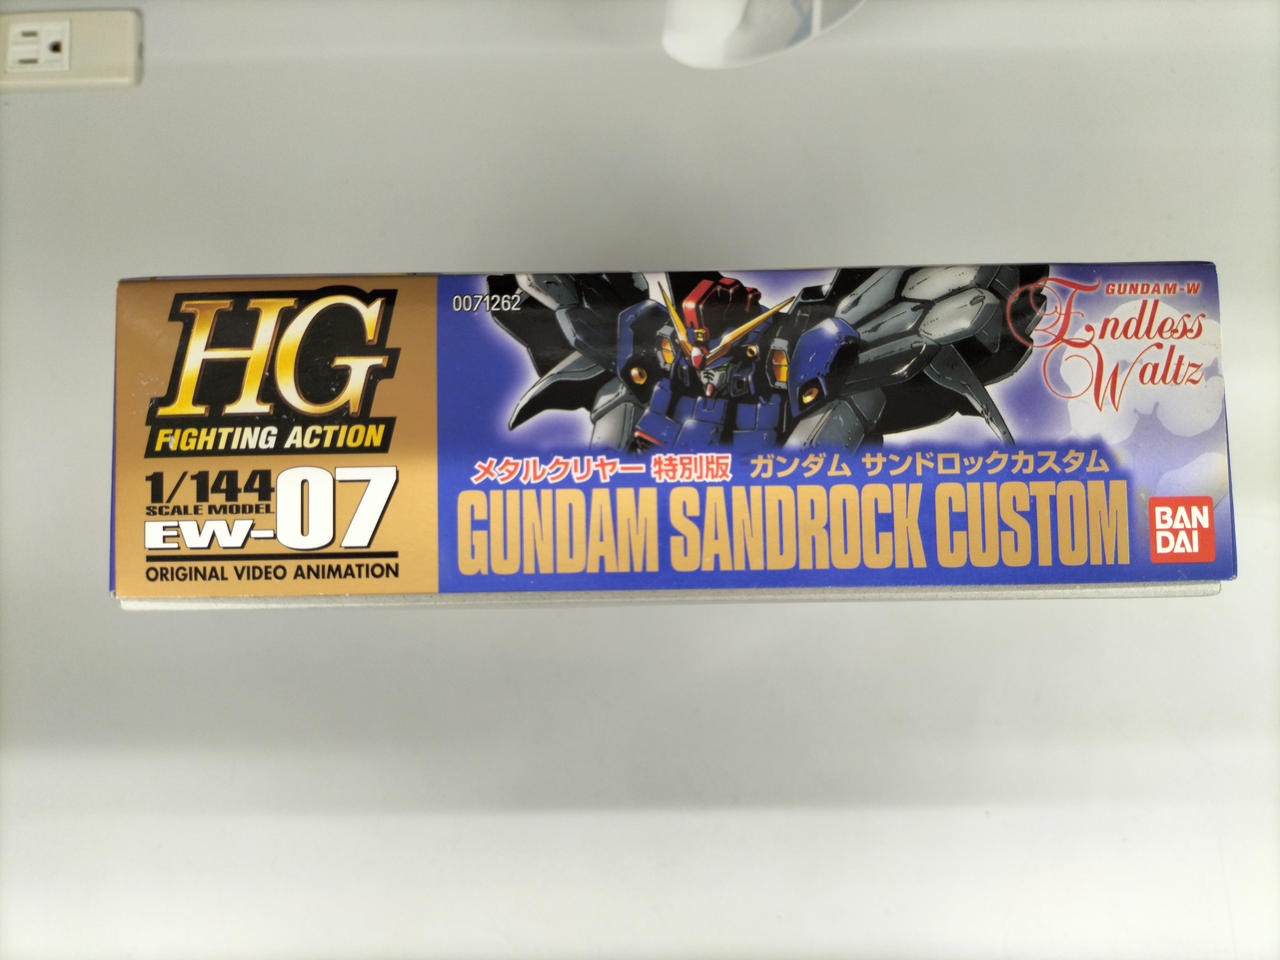 HG
FIGHTING ACTION
1/144
SCALE MODEL
EW-07
ORIGINAL VIDEO ANIMATION
0071262
GUNDAM-W
Endless
Waltz
メタルクリヤー 特別版 ガンダム サンドロックカスタム
GUNDAM SANDROCK CUSTOM
BAN
DAI